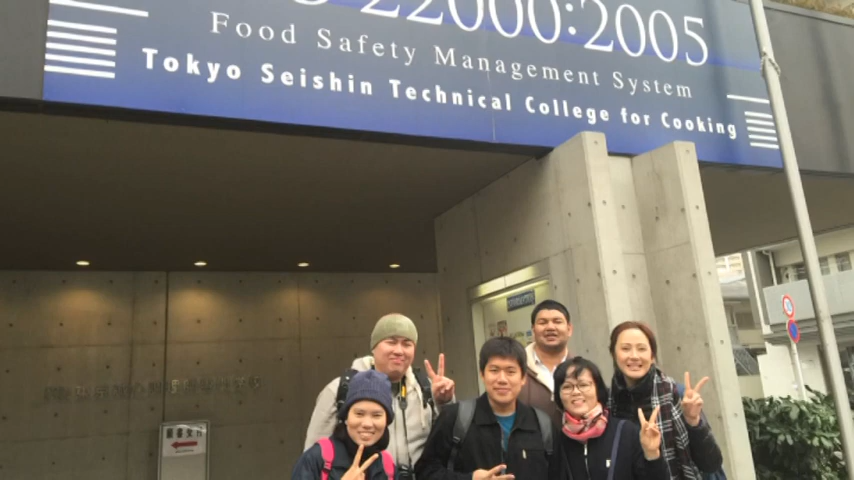 22000:2005
Food Safety Management System
Tokyo Seishin Technical College for Cooking